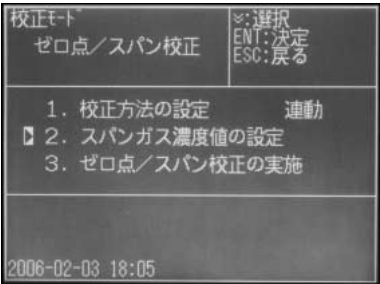 校正ﾓｰﾄﾞ
ゼロ点／スパン校正
≫:選択
ENT:決定
ESC:戻る
1. 校正方法の設定 連動
2. スパンガス濃度値の設定
3. ゼロ点／スパン校正の実施
2006-02-03 18:05